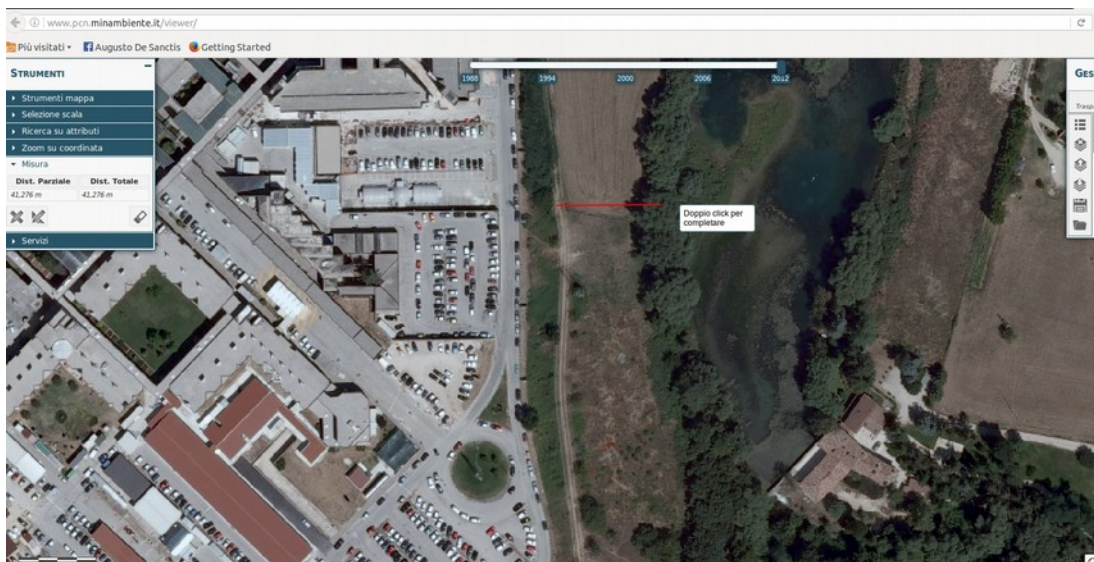 www.pcn.minambiente.it/viewer/
Più visitati Augusto De Sanctis Getting Started
STRUMENTI
Strumenti mappa
Selezione scala
Ricerca su attributi
Zoom su coordinata
Misura
Dist. Parziale Dist. Totale
41,276 m 41,276 m
Servizi
1988 1994 2000 2006 2012
Doppio click per
completare
GES
Trasp